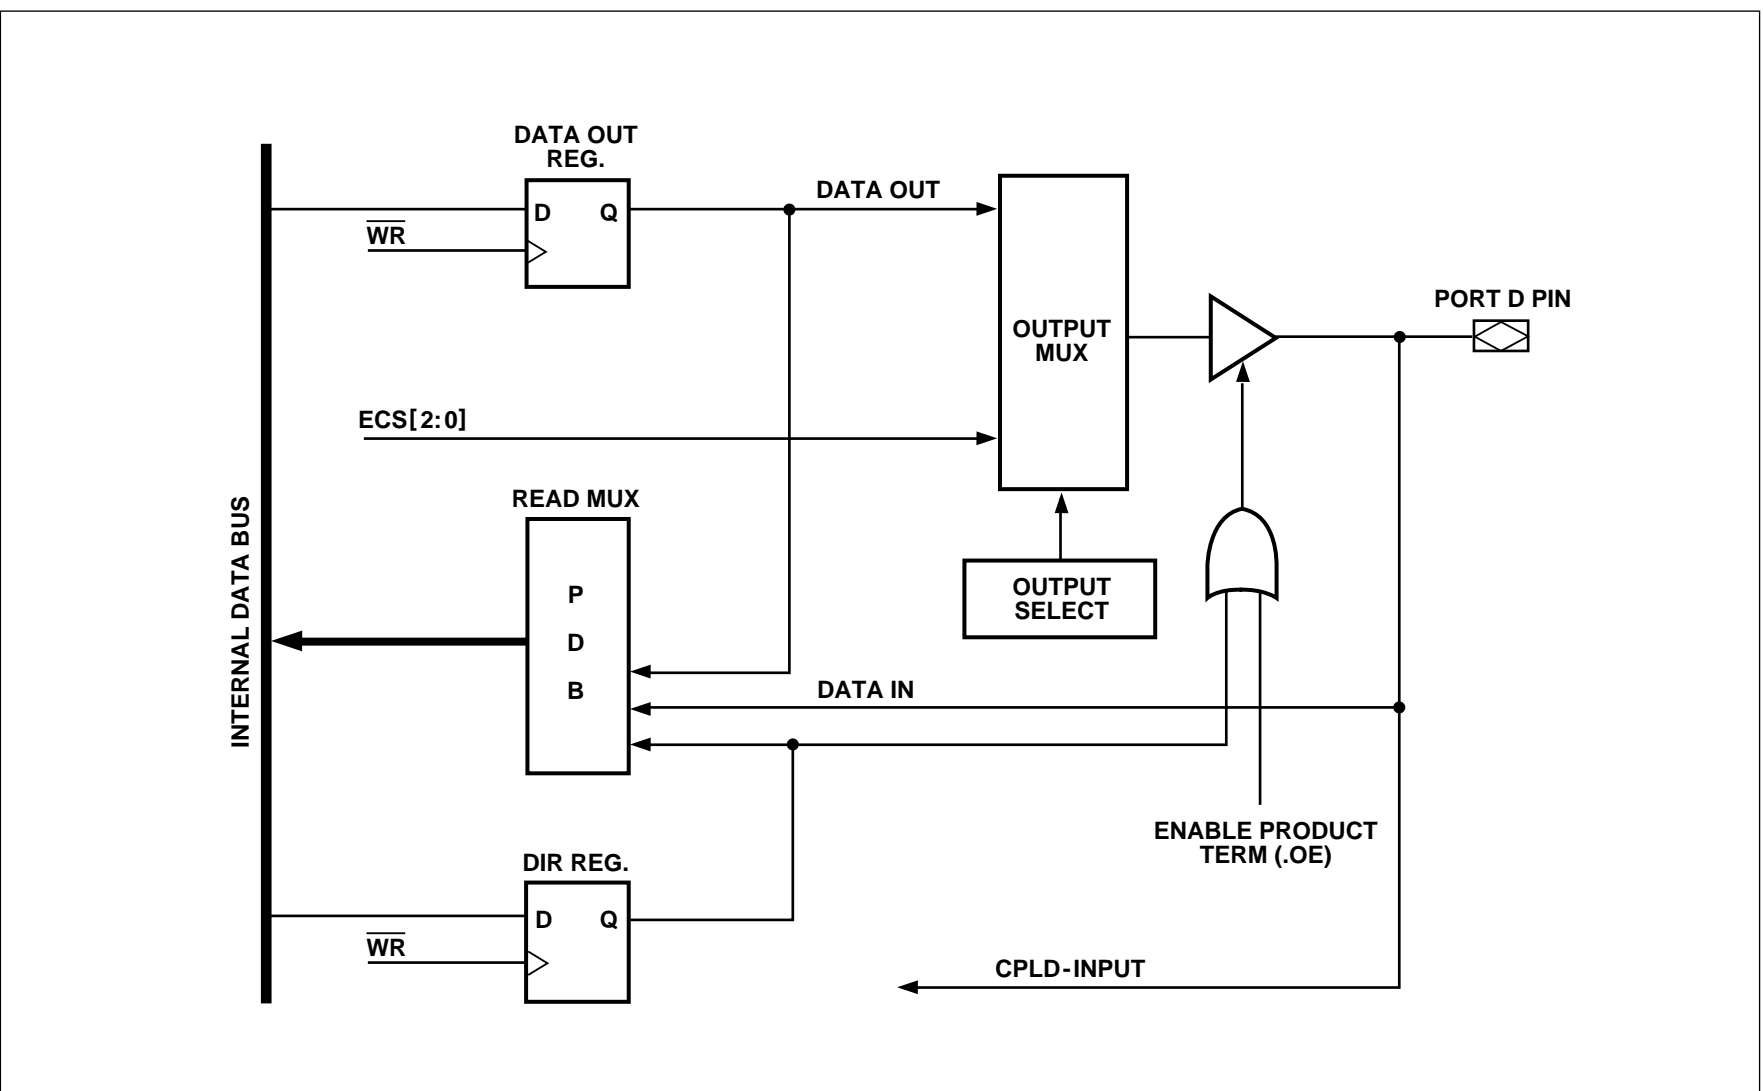 DATA OUT
REG.
D Q
WR
DATA OUT
PORT D PIN
OUTPUT
MUX
ECS[2:0]
READ MUX
P
D
B
OUTPUT
SELECT
INTERNAL DATA BUS
DATA IN
ENABLE PRODUCT
TERM (.OE)
DIR REG.
D Q
WR
CPLD-INPUT